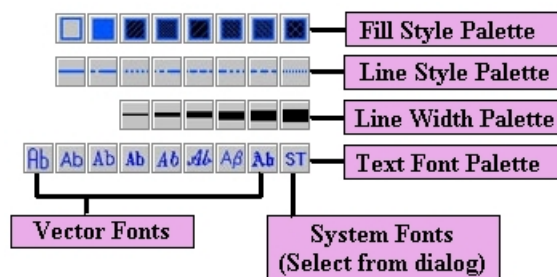 Fill Style Palette
Line Style Palette
Line Width Palette
Ab Ab Ab Ab Ab Ab Aβ Ab ST
Text Font Palette
Vector Fonts
System Fonts
(Select from dialog)